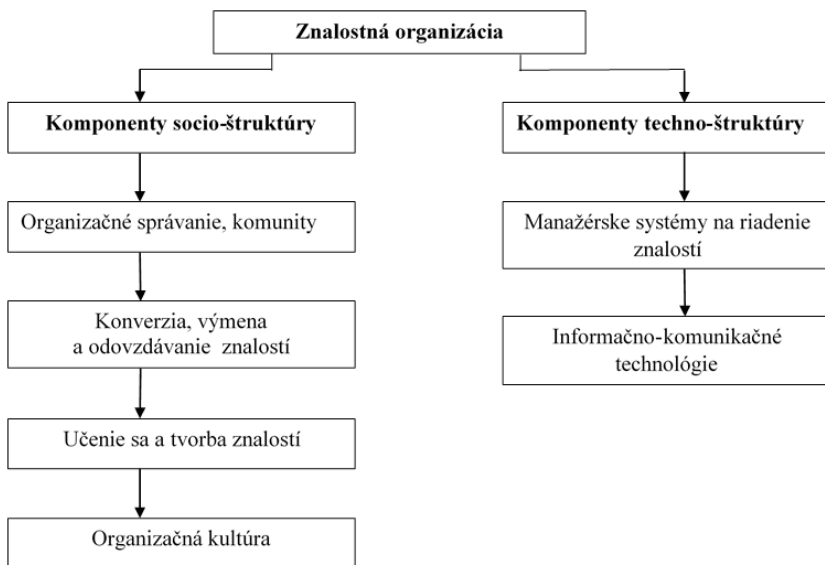 Znalostná organizácia
Komponenty socio-štruktúry
Komponenty techno-štruktúry
Organizačné správanie, komunity
Manažérske systémy na riadenie
znalostí
Konverzia, výmena
a odovzdávanie znalostí
Informačno-komunikačné
technológie
Učenie sa a tvorba znalostí
Organizačná kultúra